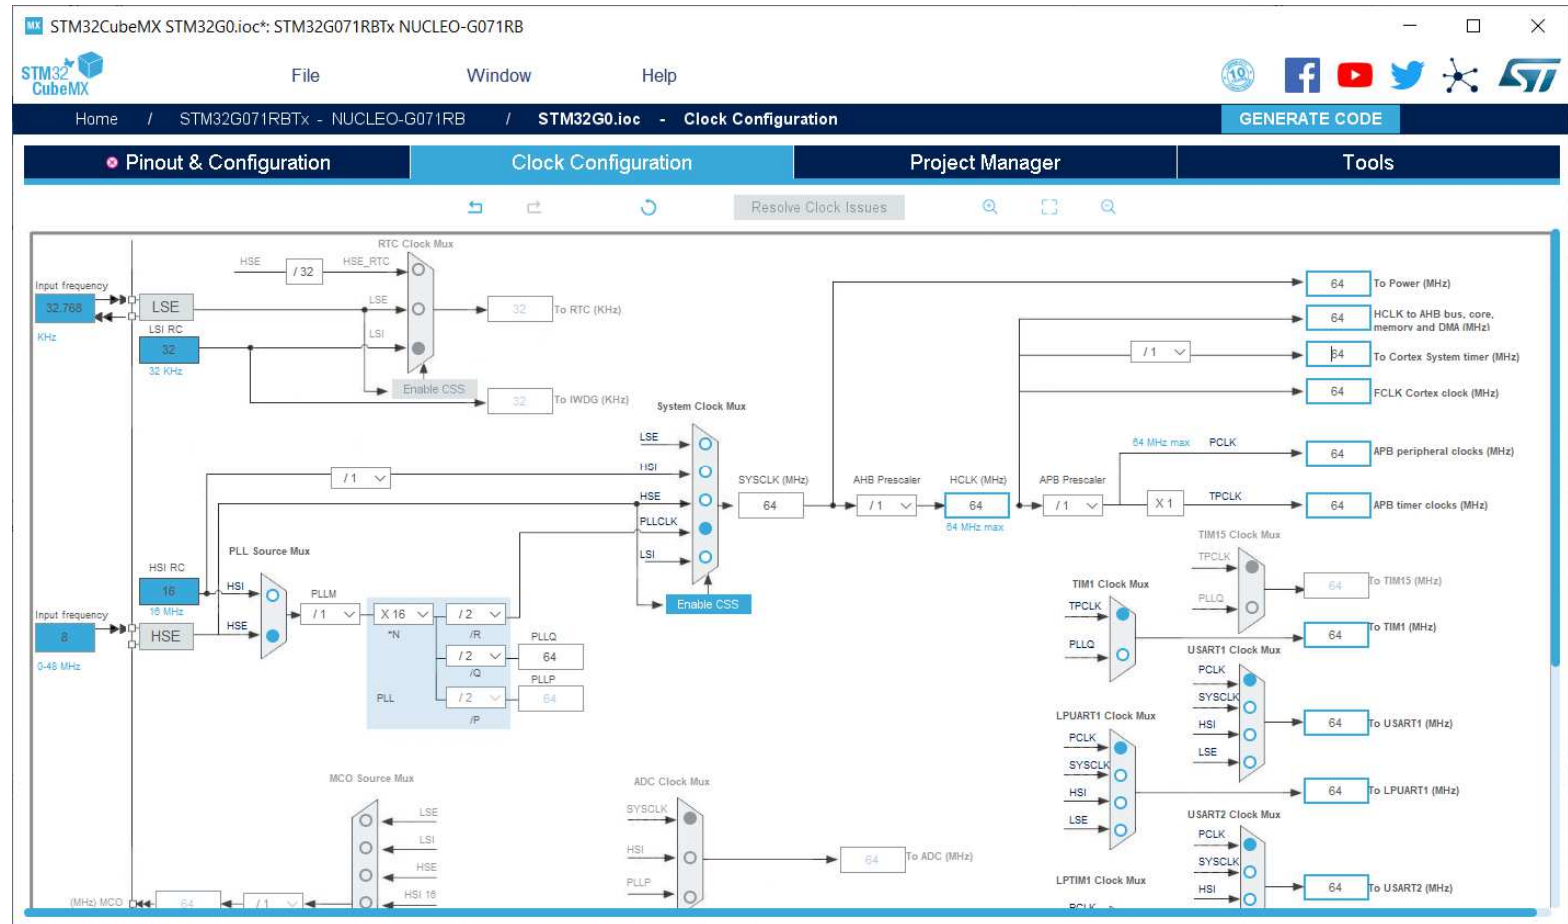 MX STM32CubeMX STM32G0.ioc*: STM32G071RBTx NUCLEO-G071RB
STM32
CubeMX
File Window Help
10
ST
Home / STM32G071RBTx - NUCLEO-G071RB / STM32G0.ioc - Clock Configuration
GENERATE CODE
Pinout & Configuration
Clock Configuration
Project Manager
Tools
Resolve Clock Issues
RTC Clock Mux
HSE
/ 32
HSE_RTC
Input frequency
32.768
KHz
LSE
LSE
32
To RTC (KHz)
LSI RC
32
32 KHz
LSI
Enable CSS
32
To IWDG (KHz)
64
To Power (MHz)
64
HCLK to AHB bus, core,
memory and DMA (MHz)
/ 1
64
To Cortex System timer (MHz)
64
FCLK Cortex clock (MHz)
System Clock Mux
LSE
HSI
HSE
PLLCLK
LSI
/ 1
SYSCLK (MHz)
64
AHB Prescaler
/ 1
HCLK (MHz)
64
64 MHz max
APB Prescaler
/ 1
64 MHz max
PCLK
64
APB peripheral clocks (MHz)
X 1
TPCLK
64
APB timer clocks (MHz)
Enable CSS
PLL Source Mux
HSI RC
16
16 MHz
HSI
HSE
Input frequency
8
0-48 MHz
HSE
PLLM
/ 1
X 16
*N
/ 2
/R
/ 2
/Q
/ 2
/P
PLL
PLLQ
64
PLLP
64
TIM15 Clock Mux
TPCLK
PLLQ
64
To TIM15 (MHz)
TIM1 Clock Mux
TPCLK
PLLQ
64
To TIM1 (MHz)
USART1 Clock Mux
PCLK
SYSCLK
HSI
LSE
64
To USART1 (MHz)
LPUART1 Clock Mux
PCLK
SYSCLK
HSI
LSE
64
To LPUART1 (MHz)
USART2 Clock Mux
PCLK
SYSCLK
HSI
64
To USART2 (MHz)
LPTIM1 Clock Mux
PCLK
MCO Source Mux
LSE
LSI
HSE
HSI 16
(MHz) MCO
64
/ 1
ADC Clock Mux
SYSCLK
HSI
PLLP
64
To ADC (MHz)